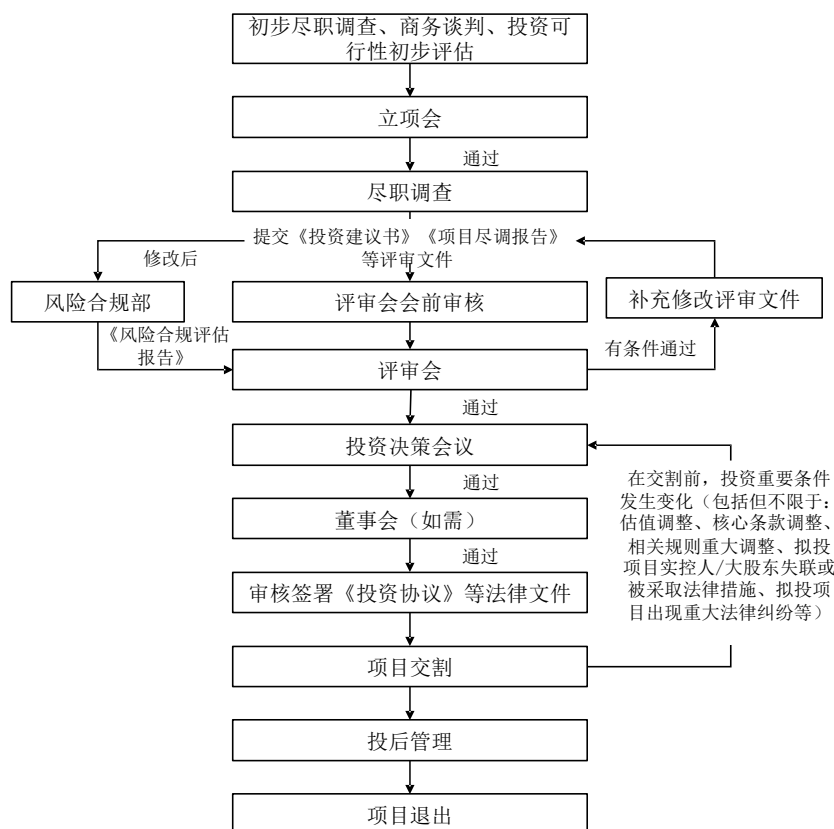 初步尽职调查、商务谈判、投资可
行性初步评估
立项会
通过
尽职调查
提交《投资建议书》《项目尽调报告》
等评审文件
修改后
风险合规部
评审会会前审核
补充修改评审文件
《风险合规评估
报告》
评审会
有条件通过
通过
投资决策会议
通过
董事会（如需）
通过
审核签署《投资协议》等法律文件
在交割前，投资重要条件
发生变化（包括但不限于：
估值调整、核心条款调整、
相关规则重大调整、拟投
项目实控人/大股东失联或
被采取法律措施、拟投项
目出现重大法律纠纷等）
项目交割
投后管理
项目退出